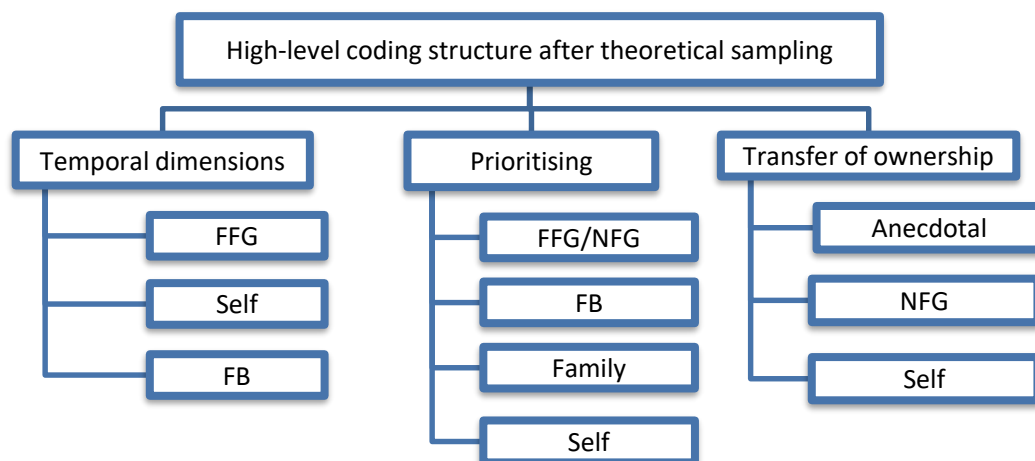 High-level coding structure after theoretical sampling
Temporal dimensions
FFG
Self
FB
Prioritising
FFG/NFG
FB
Family
Self
Transfer of ownership
Anecdotal
NFG
Self